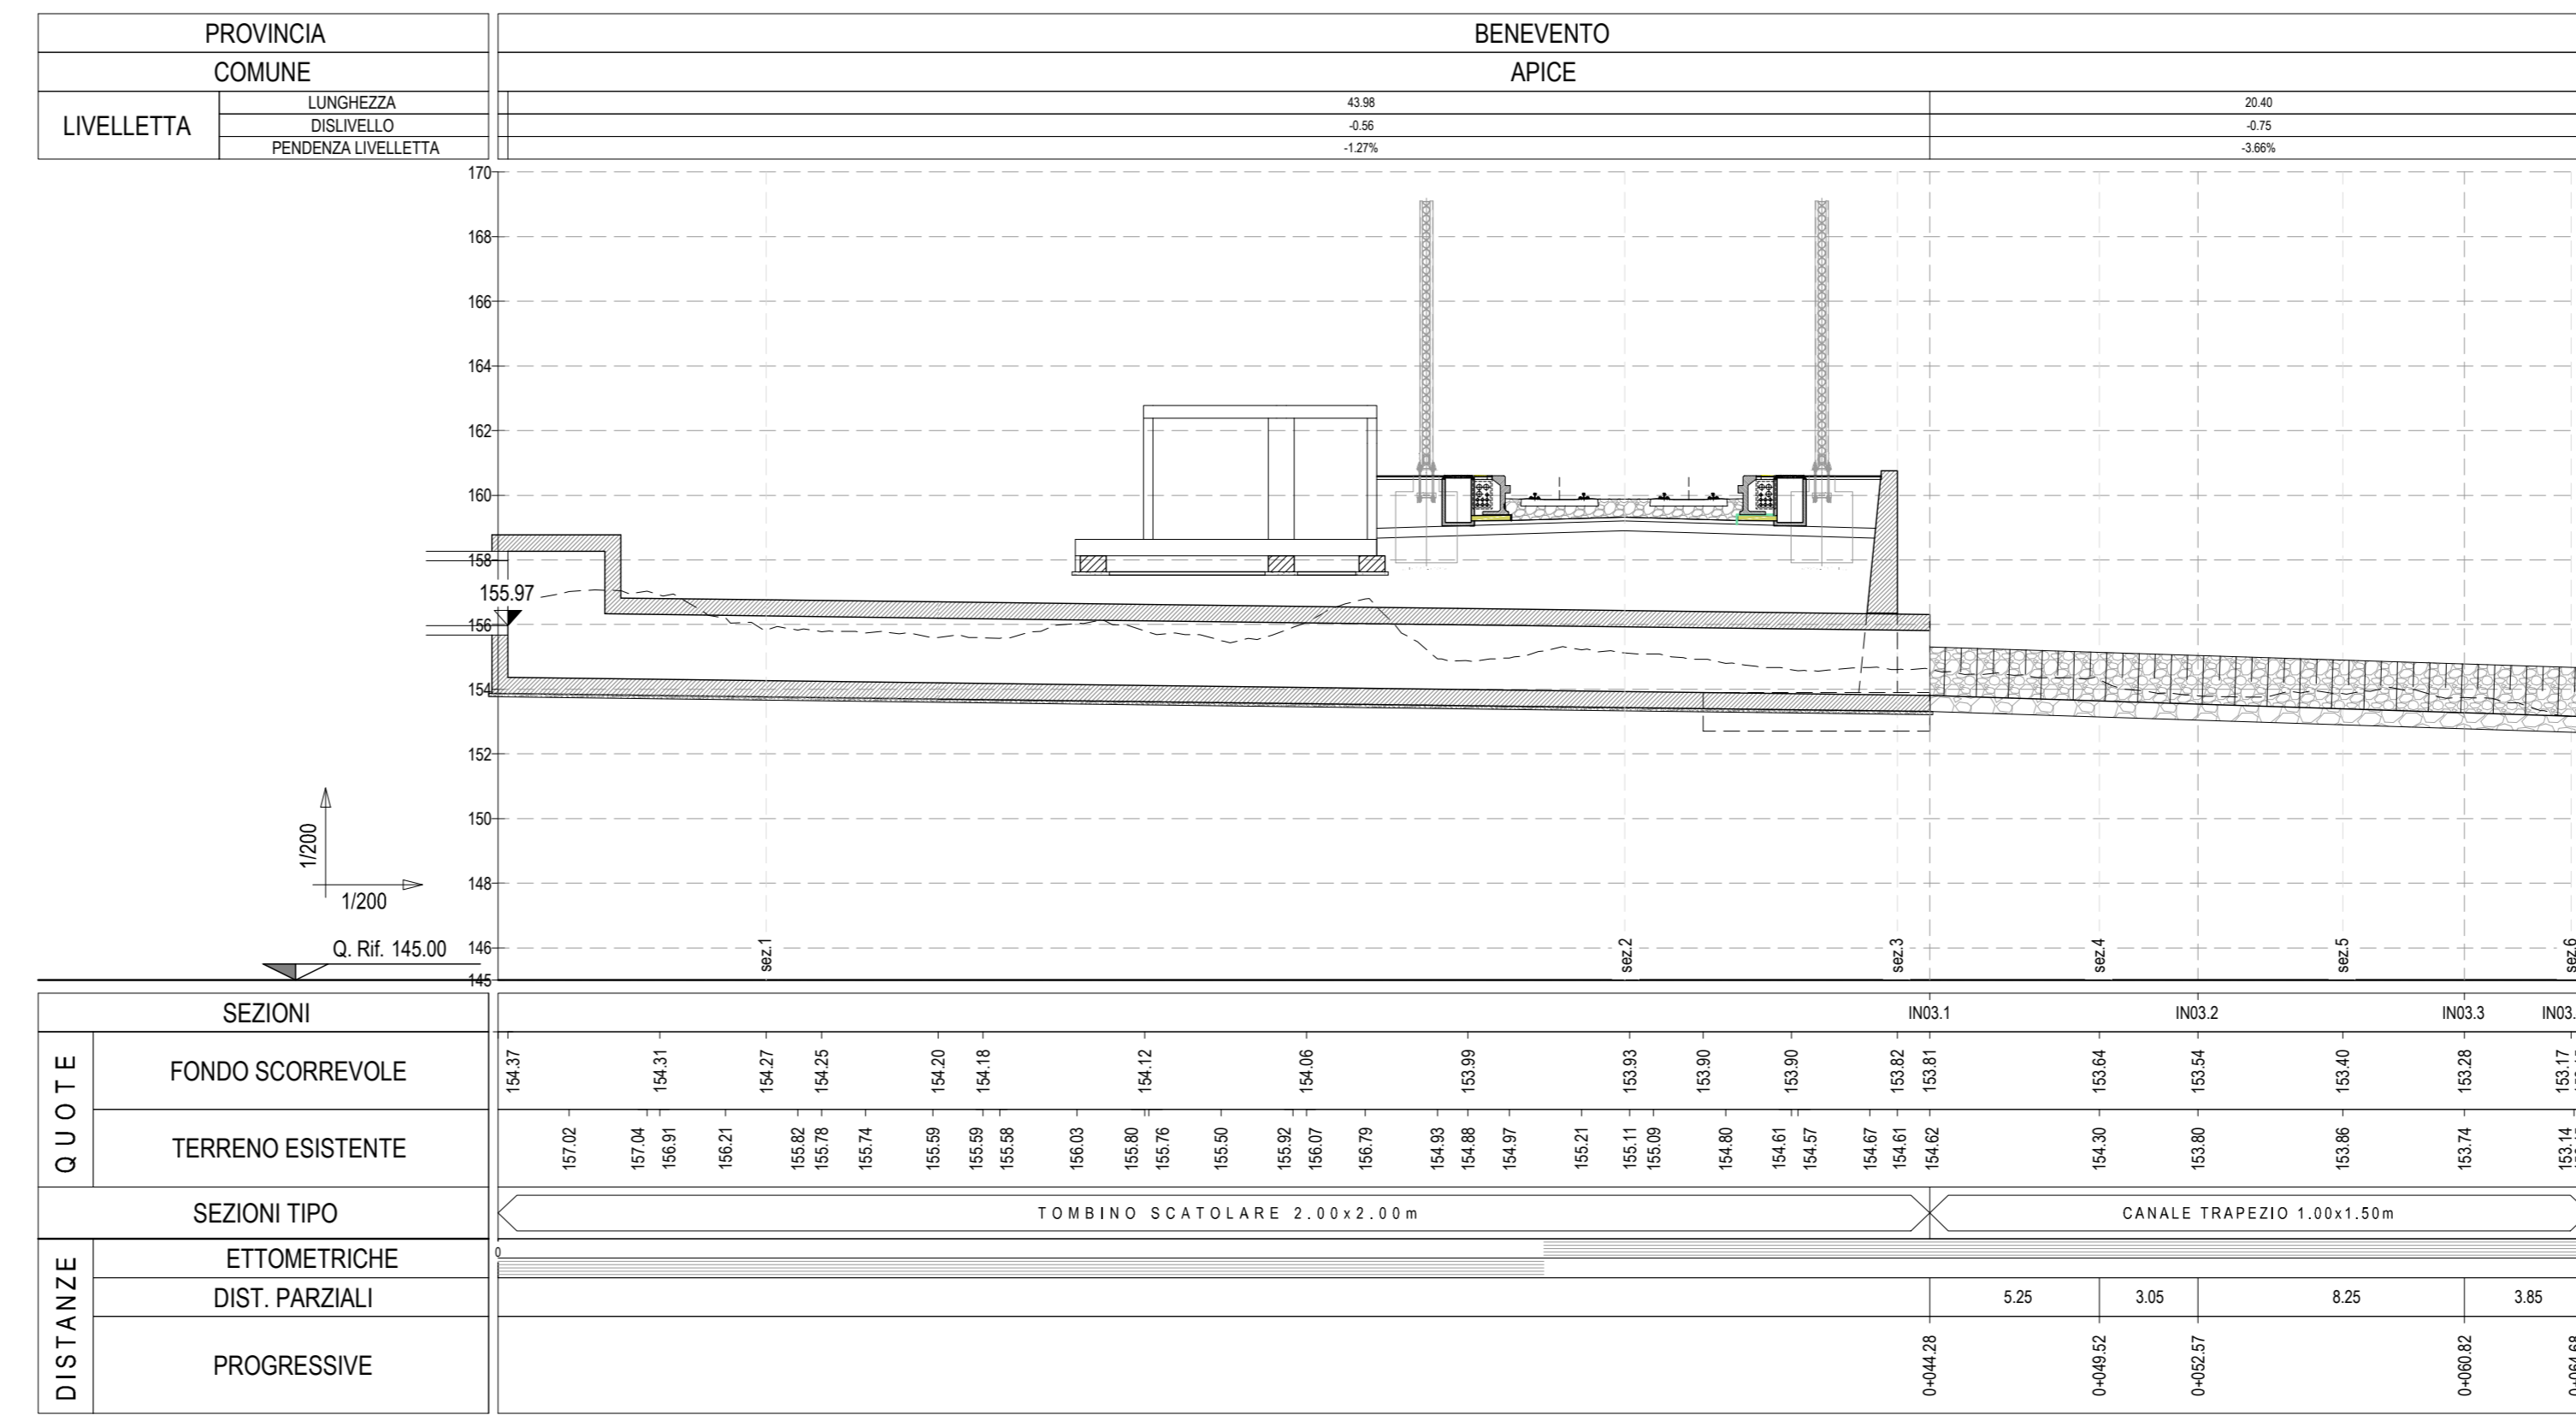 PROVINCIA BENEVENTO
COMUNE APICE
LIVELLETTA
LUNGHEZZA 43.98 20.40
DISLIVELLO -0.56 -0.75
PENDENZA LIVELLETTA -1.27% -3.66%
170
168
166
164
162
160
158
155.97
156
154
152
150
1/200
148
1/200
Q. Rif. 145.00 146
sez.1 sez.2 sez.3 sez.4 sez.5 sez.6
145
SEZIONI IN03.1 IN03.2 IN03.3 IN03.
QUOTE
FONDO SCORREVOLE 154.37 154.31 154.27 154.25 154.20 154.18 154.12 154.06 153.99 153.93 153.90 153.90 153.82 153.81 153.64 153.54 153.40 153.28 153.17
TERRENO ESISTENTE 157.02 157.04 156.91 156.21 155.82 155.78 155.74 155.59 155.59 155.58 156.03 155.80 155.76 155.50 155.92 156.07 156.79 154.93 154.88 154.97 155.21 155.11 155.09 154.80 154.61 154.57 154.67 154.61 154.62 154.30 153.80 153.86 153.74 153.14
SEZIONI TIPO TOMBINO SCATOLARE 2.00x2.00m CANALE TRAPEZIO 1.00x1.50m
DISTANZE
ETTOMETRICHE 0
DIST. PARZIALI 5.25 3.05 8.25 3.85
PROGRESSIVE 0+044.28 0+049.52 0+052.57 0+060.82 0+064.68